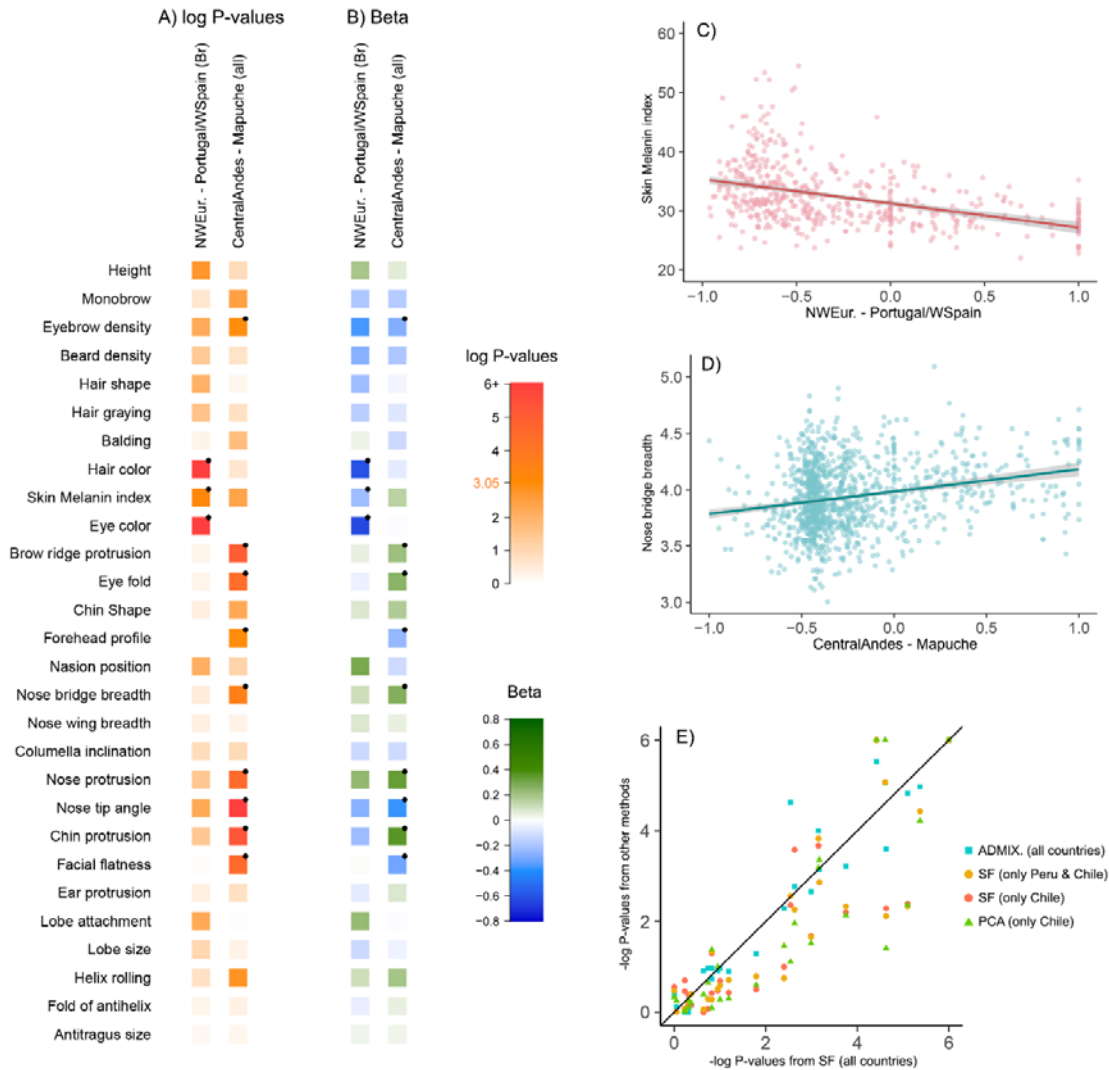 A) log P-values
B) Beta
NWEur. - Portugal/WSpain (Br)
CentralAndes - Mapuche (all)
NWEur. - Portugal/WSpain (Br)
CentralAndes - Mapuche (all)
Height
Monobrow
Eyebrow density
Beard density
Hair shape
Hair graying
Balding
Hair color
Skin Melanin index
Eye color
Brow ridge protrusion
Eye fold
Chin Shape
Forehead profile
Nasion position
Nose bridge breadth
Nose wing breadth
Columella inclination
Nose protrusion
Nose tip angle
Chin protrusion
Facial flatness
Ear protrusion
Lobe attachment
Lobe size
Helix rolling
Fold of antihelix
Antitragus size
log P-values
6+
5
4
3.05
2
1
0
Beta
0.8
0.6
0.4
0.2
0
−0.2
−0.4
−0.6
−0.8
C)
Skin Melanin index
60
50
40
30
20
−1.0 −0.5 0.0 0.5 1.0
NWEur. - Portugal/WSpain
D)
Nose bridge breadth
5.0
4.5
4.0
3.5
3.0
−1.0 −0.5 0.0 0.5 1.0
CentralAndes - Mapuche
E)
-log P-values from other methods
6
4
2
0
0 2 4 6
-log P-values from SF (all countries)
ADMIX. (all countries)
SF (only Peru & Chile)
SF (only Chile)
PCA (only Chile)